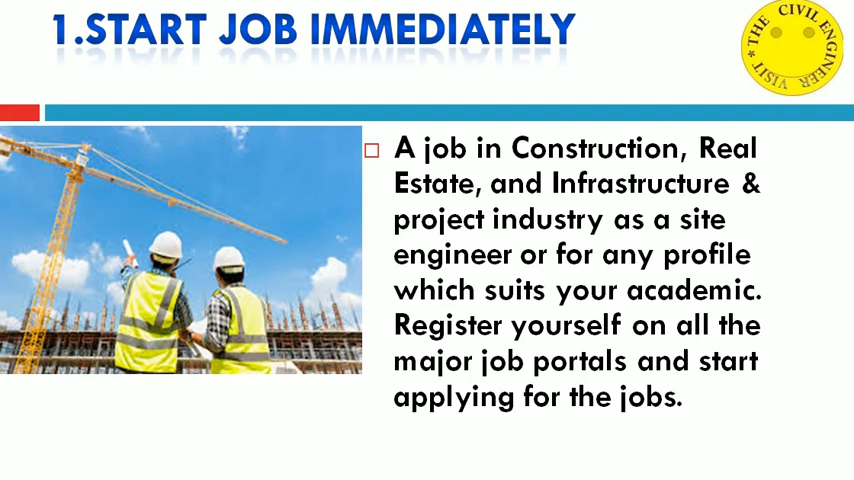 1.START JOB IMMEDIATELY
* THE CIVIL ENGINEER VISIT
A job in Construction, Real
Estate, and Infrastructure &
project industry as a site
engineer or for any profile
which suits your academic.
Register yourself on all the
major job portals and start
applying for the jobs.